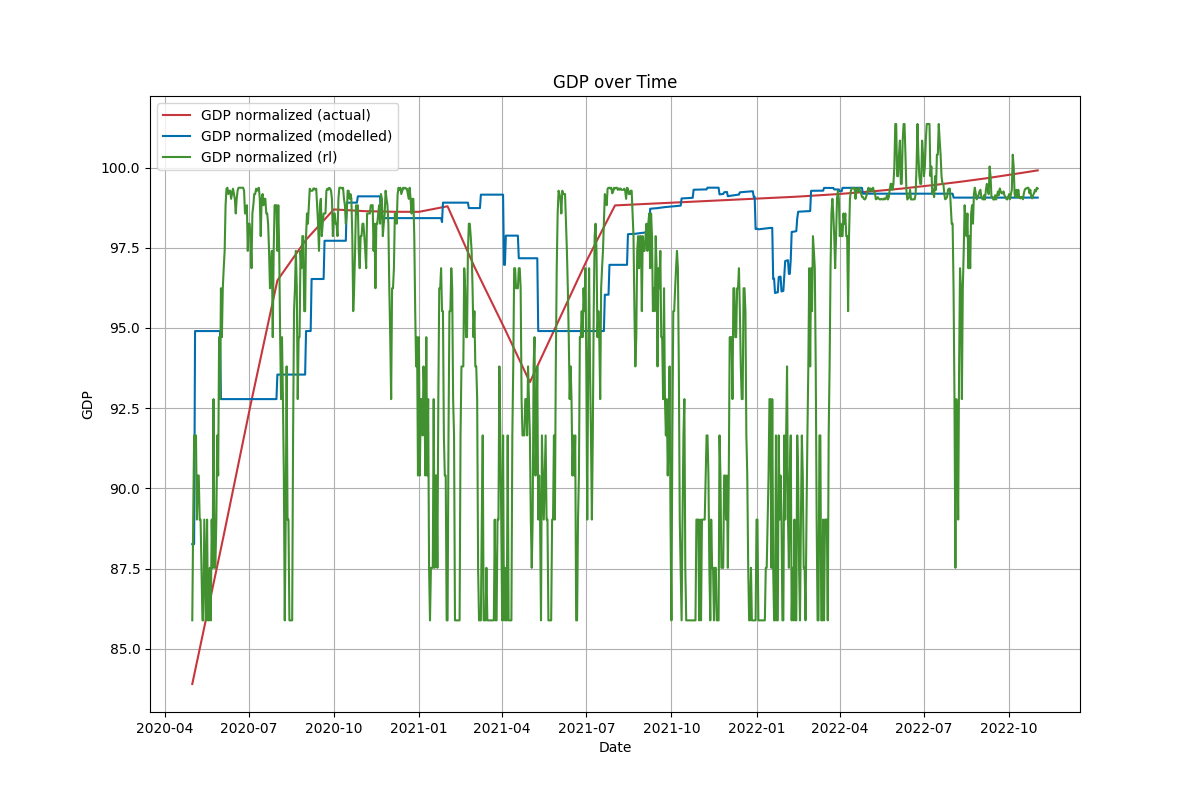 GDP over Time
GDP normalized (actual)
GDP normalized (modelled)
GDP normalized (rl)
GDP
100.0
97.5
95.0
92.5
90.0
87.5
85.0
2020-04 2020-07 2020-10 2021-01 2021-04 2021-07 2021-10 2022-01 2022-04 2022-07 2022-10
Date